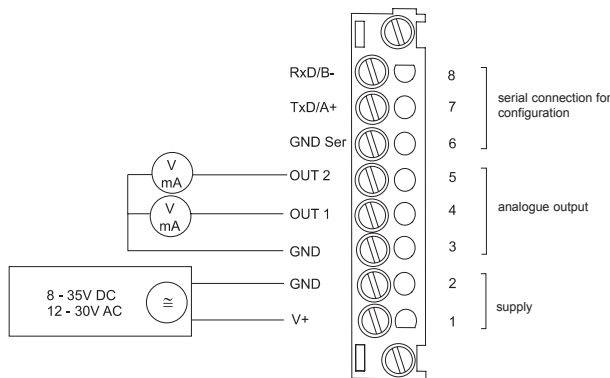 RxD/B- 8
TxD/A+ 7
serial connection for
configuration
GND Ser 6
V
mA
OUT 2 5
V
mA
OUT 1 4
analogue output
GND 3
GND 2
8 - 35V DC
12 - 30V AC
≅
supply
V+ 1